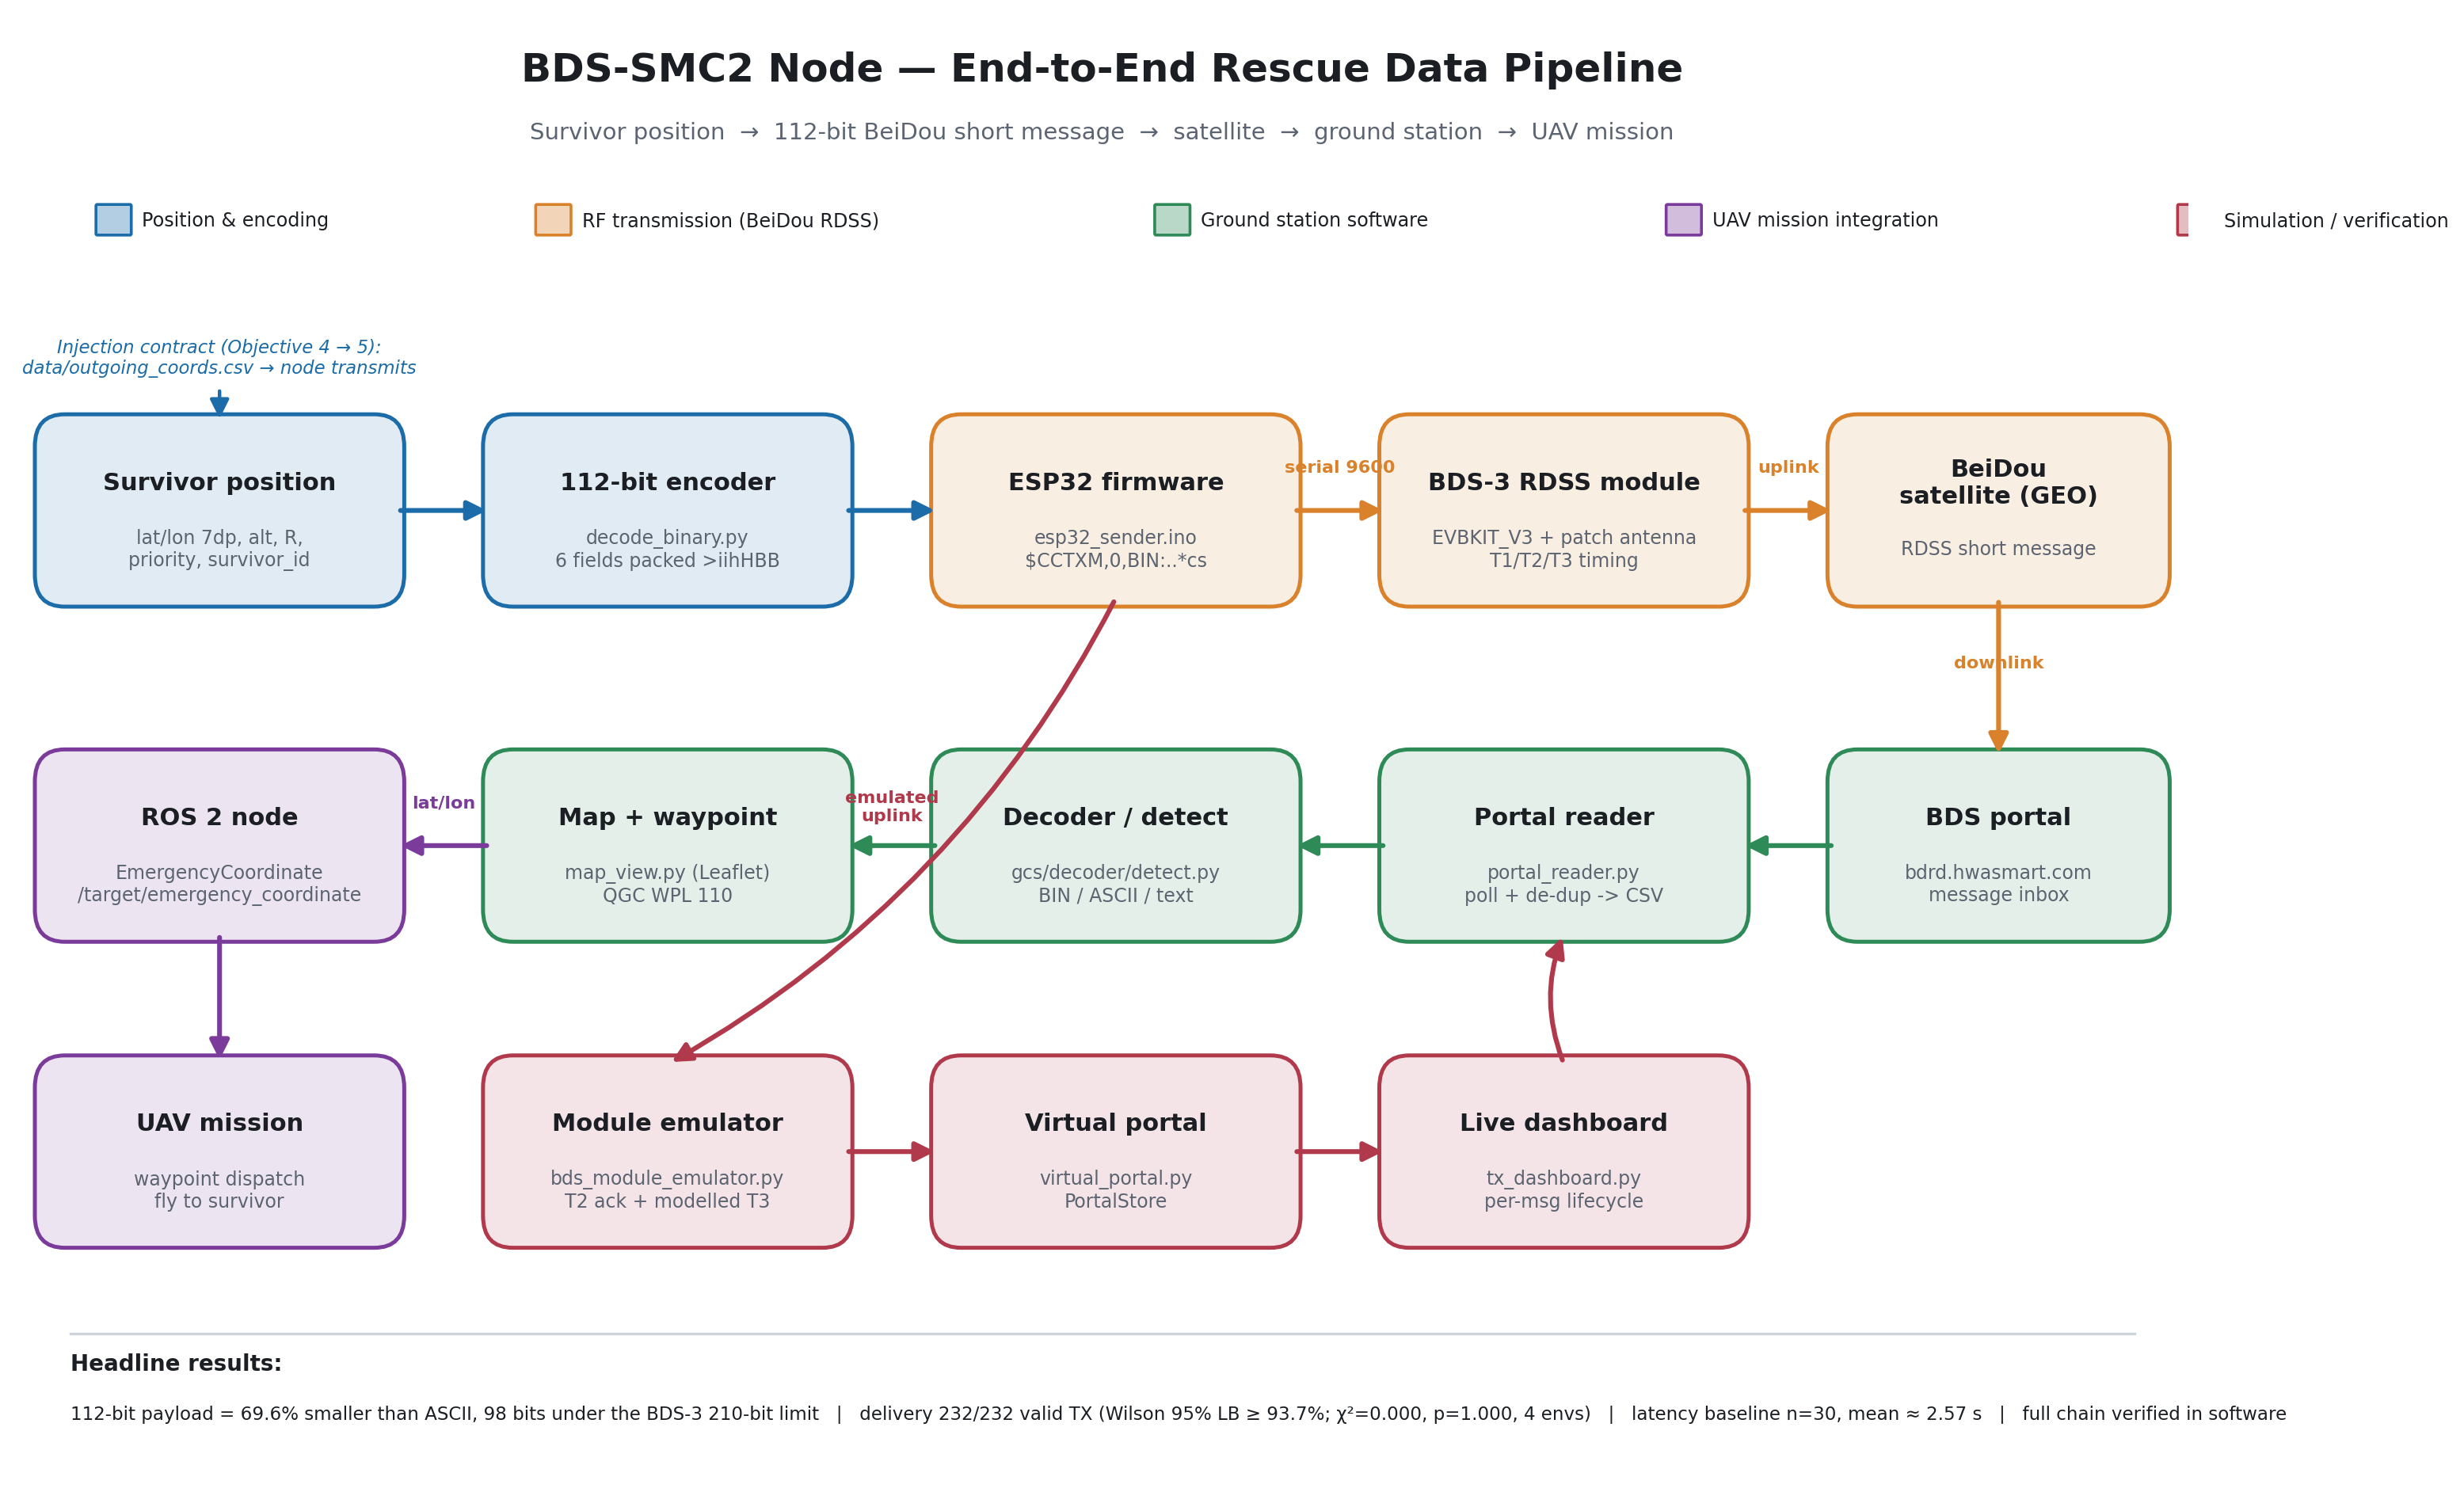 BDS-SMC2 Node — End-to-End Rescue Data Pipeline
Survivor position → 112-bit BeiDou short message → satellite → ground station → UAV mission
Position & encoding
RF transmission (BeiDou RDSS)
Ground station software
UAV mission integration
Simulation / verification
Injection contract (Objective 4 → 5):
data/outgoing_coords.csv → node transmits
Survivor position
lat/lon 7dp, alt, R,
priority, survivor_id
112-bit encoder
decode_binary.py
6 fields packed >iihHBB
ESP32 firmware
esp32_sender.ino
$CCTXM,0,BIN:..*cs
serial 9600
BDS-3 RDSS module
EVBKIT_V3 + patch antenna
T1/T2/T3 timing
uplink
BeiDou
satellite (GEO)
RDSS short message
downlink
ROS 2 node
EmergencyCoordinate
/target/emergency_coordinate
lat/lon
Map + waypoint
map_view.py (Leaflet)
QGC WPL 110
emulated
uplink
Decoder / detect
gcs/decoder/detect.py
BIN / ASCII / text
Portal reader
portal_reader.py
poll + de-dup -> CSV
BDS portal
bdrd.hwasmart.com
message inbox
UAV mission
waypoint dispatch
fly to survivor
Module emulator
bds_module_emulator.py
T2 ack + modelled T3
Virtual portal
virtual_portal.py
PortalStore
Live dashboard
tx_dashboard.py
per-msg lifecycle
Headline results:
112-bit payload = 69.6% smaller than ASCII, 98 bits under the BDS-3 210-bit limit | delivery 232/232 valid TX (Wilson 95% LB ≥ 93.7%; χ²=0.000, p=1.000, 4 envs) | latency baseline n=30, mean ≈ 2.57 s | full chain verified in software